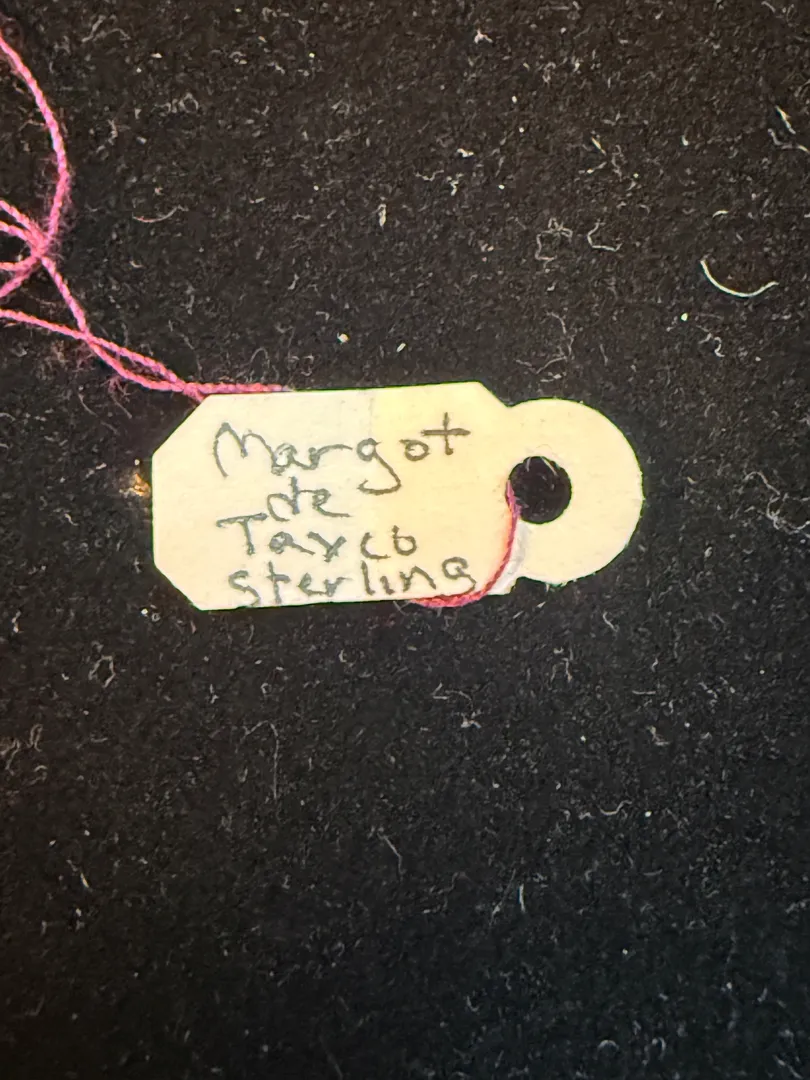 Margot
de
Taxco
sterling